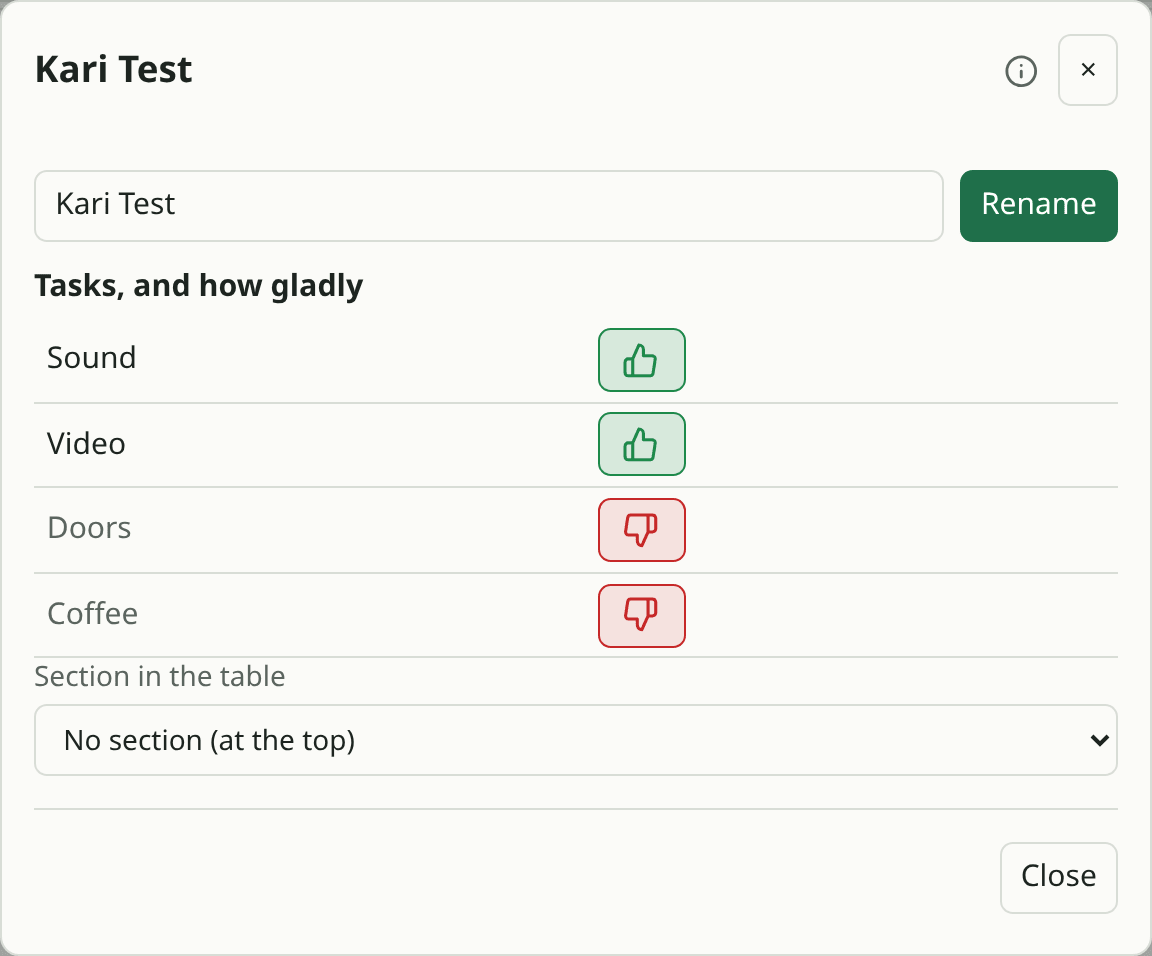 Kari Test
×
Kari Test
Rename
Tasks, and how gladly
Sound
Video
Doors
Coffee
Section in the table
No section (at the top)
Close